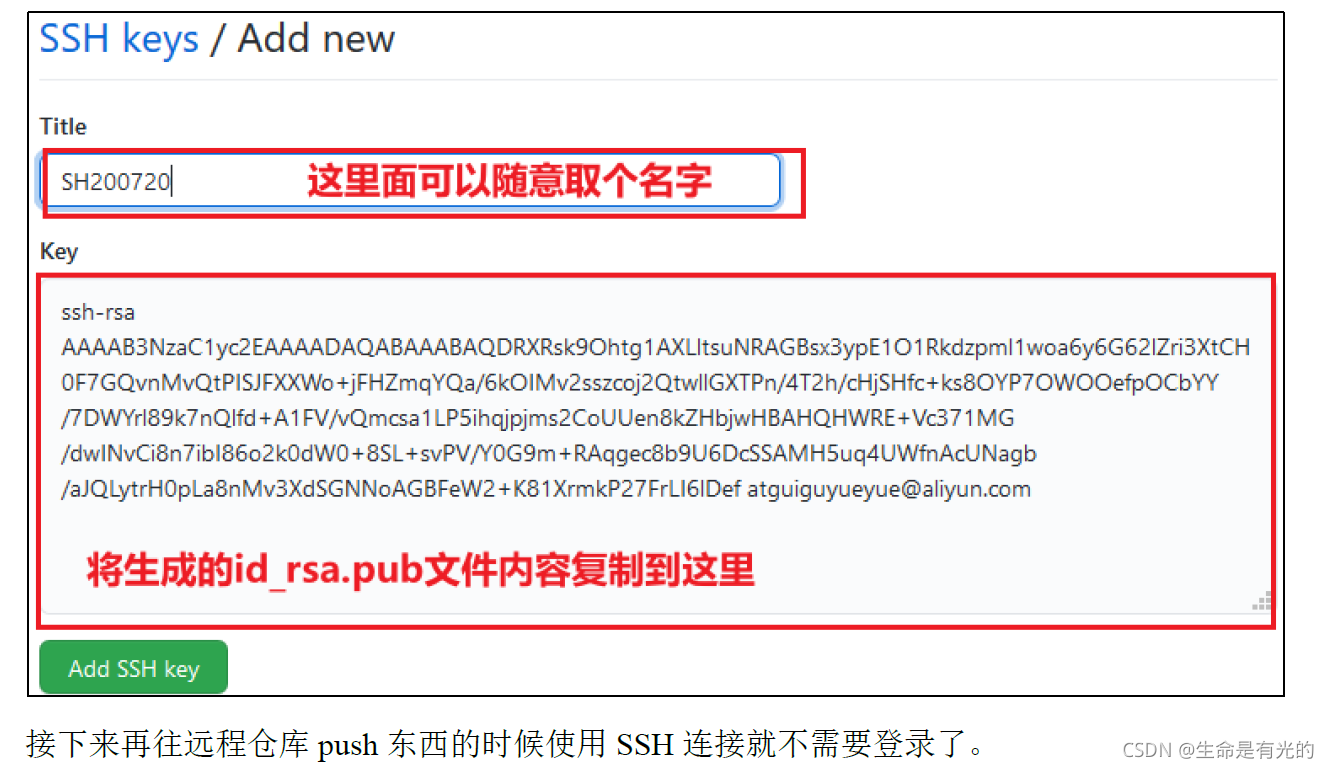 SSH keys / Add new
Title
SH200720
这里面可以随意取个名字
Key
ssh-rsa
AAAAB3NzaC1yc2EAAAADAQABAAABAQDRXRsk9Ohtg1AXLltsuNRAGBsx3ypE1O1Rkdzpml1woa6y6G62lZri3XtCH
0F7GQvnMvQtPlSJFXXWo+jFHZmqYQa/6kOIMv2sszcoj2QtwllGXTPn/4T2h/cHjSHfc+ks8OYP7OWOOefpOCbYY
/7DWYrl89k7nQlfd+A1FV/vQmcsa1LP5ihqjpjms2CoUUen8kZHbjwHBAHQHWRE+Vc371MG
/dwINvCi8n7ibI86o2k0dW0+8SL+svPV/Y0G9m+RAqgec8b9U6DcSSAMH5uq4UWfnAcUNagb
/aJQLytrH0pLa8nMv3XdSGNNoAGBFeW2+K81XrmkP27FrLI6lDef atguiguyueyue@aliyun.com
将生成的id_rsa.pub文件内容复制到这里
Add SSH key
接下来再往远程仓库 push 东西的时候使用 SSH 连接就不需要登录了。
CSDN @生命是有光的